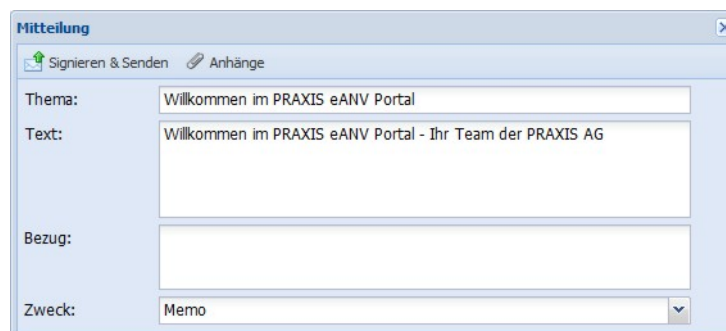 Mitteilung
Signieren & Senden Anhänge
Thema: Willkommen im PRAXIS eANV Portal
Text: Willkommen im PRAXIS eANV Portal - Ihr Team der PRAXIS AG
Bezug:
Zweck: Memo